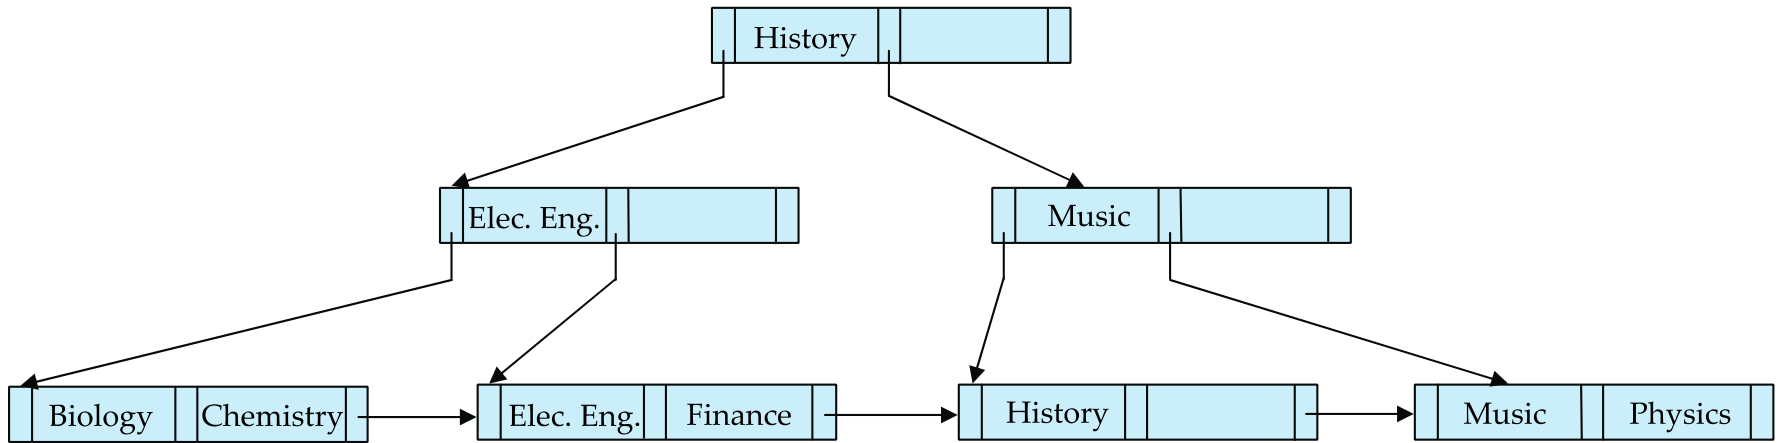 History
Elec. Eng.
Music
Biology
Chemistry
Elec. Eng.
Finance
History
Music
Physics